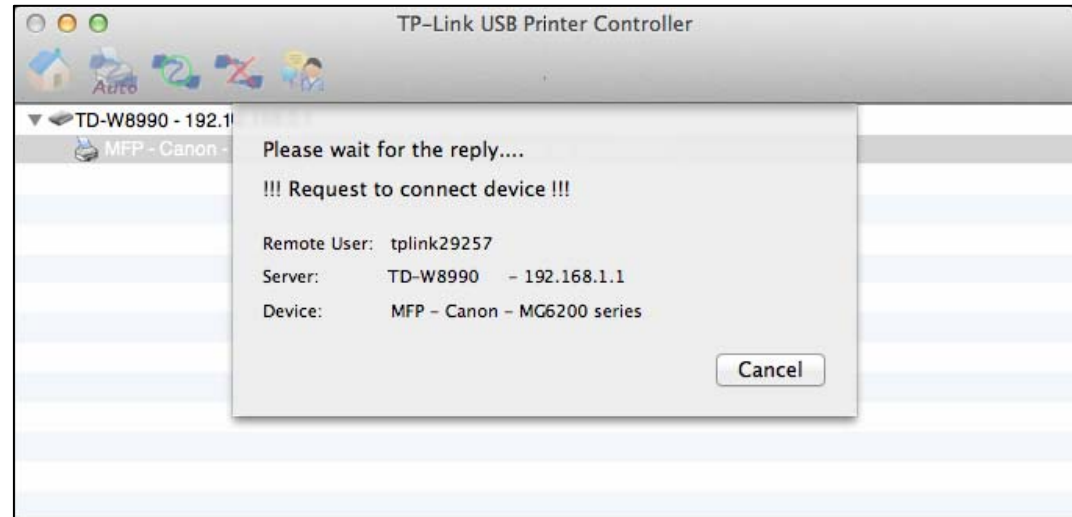 TP-Link USB Printer Controller
Auto
TD-W8990 - 192.1
MFP - Canon -
Please wait for the reply....
!!! Request to connect device !!!
Remote User: tplink29257
Server: TD-W8990 - 192.168.1.1
Device: MFP - Canon - MG6200 series
Cancel